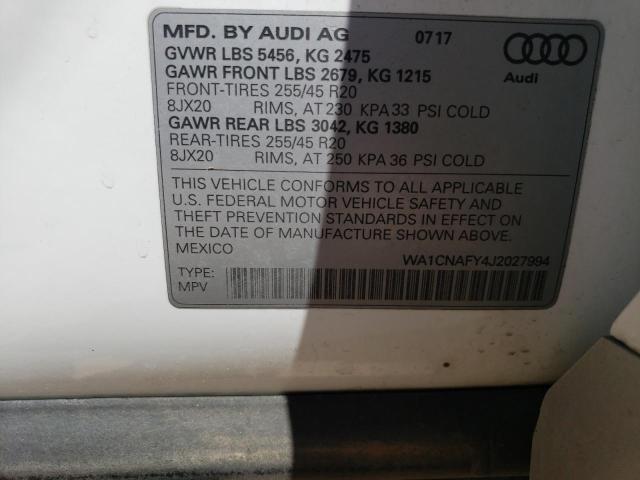 MFD. BY AUDI AG 0717
GVWR LBS 5456, KG 2475
GAWR FRONT LBS 2679, KG 1215
FRONT-TIRES 255/45 R20
8JX20 RIMS, AT 230 KPA 33 PSI COLD
GAWR REAR LBS 3042, KG 1380
REAR-TIRES 255/45 R20
8JX20 RIMS, AT 250 KPA 36 PSI COLD
Audi
THIS VEHICLE CONFORMS TO ALL APPLICABLE
U.S. FEDERAL MOTOR VEHICLE SAFETY AND
THEFT PREVENTION STANDARDS IN EFFECT ON
THE DATE OF MANUFACTURE SHOWN ABOVE.
MEXICO
WA1CNAFY4J2027994
TYPE:
MPV